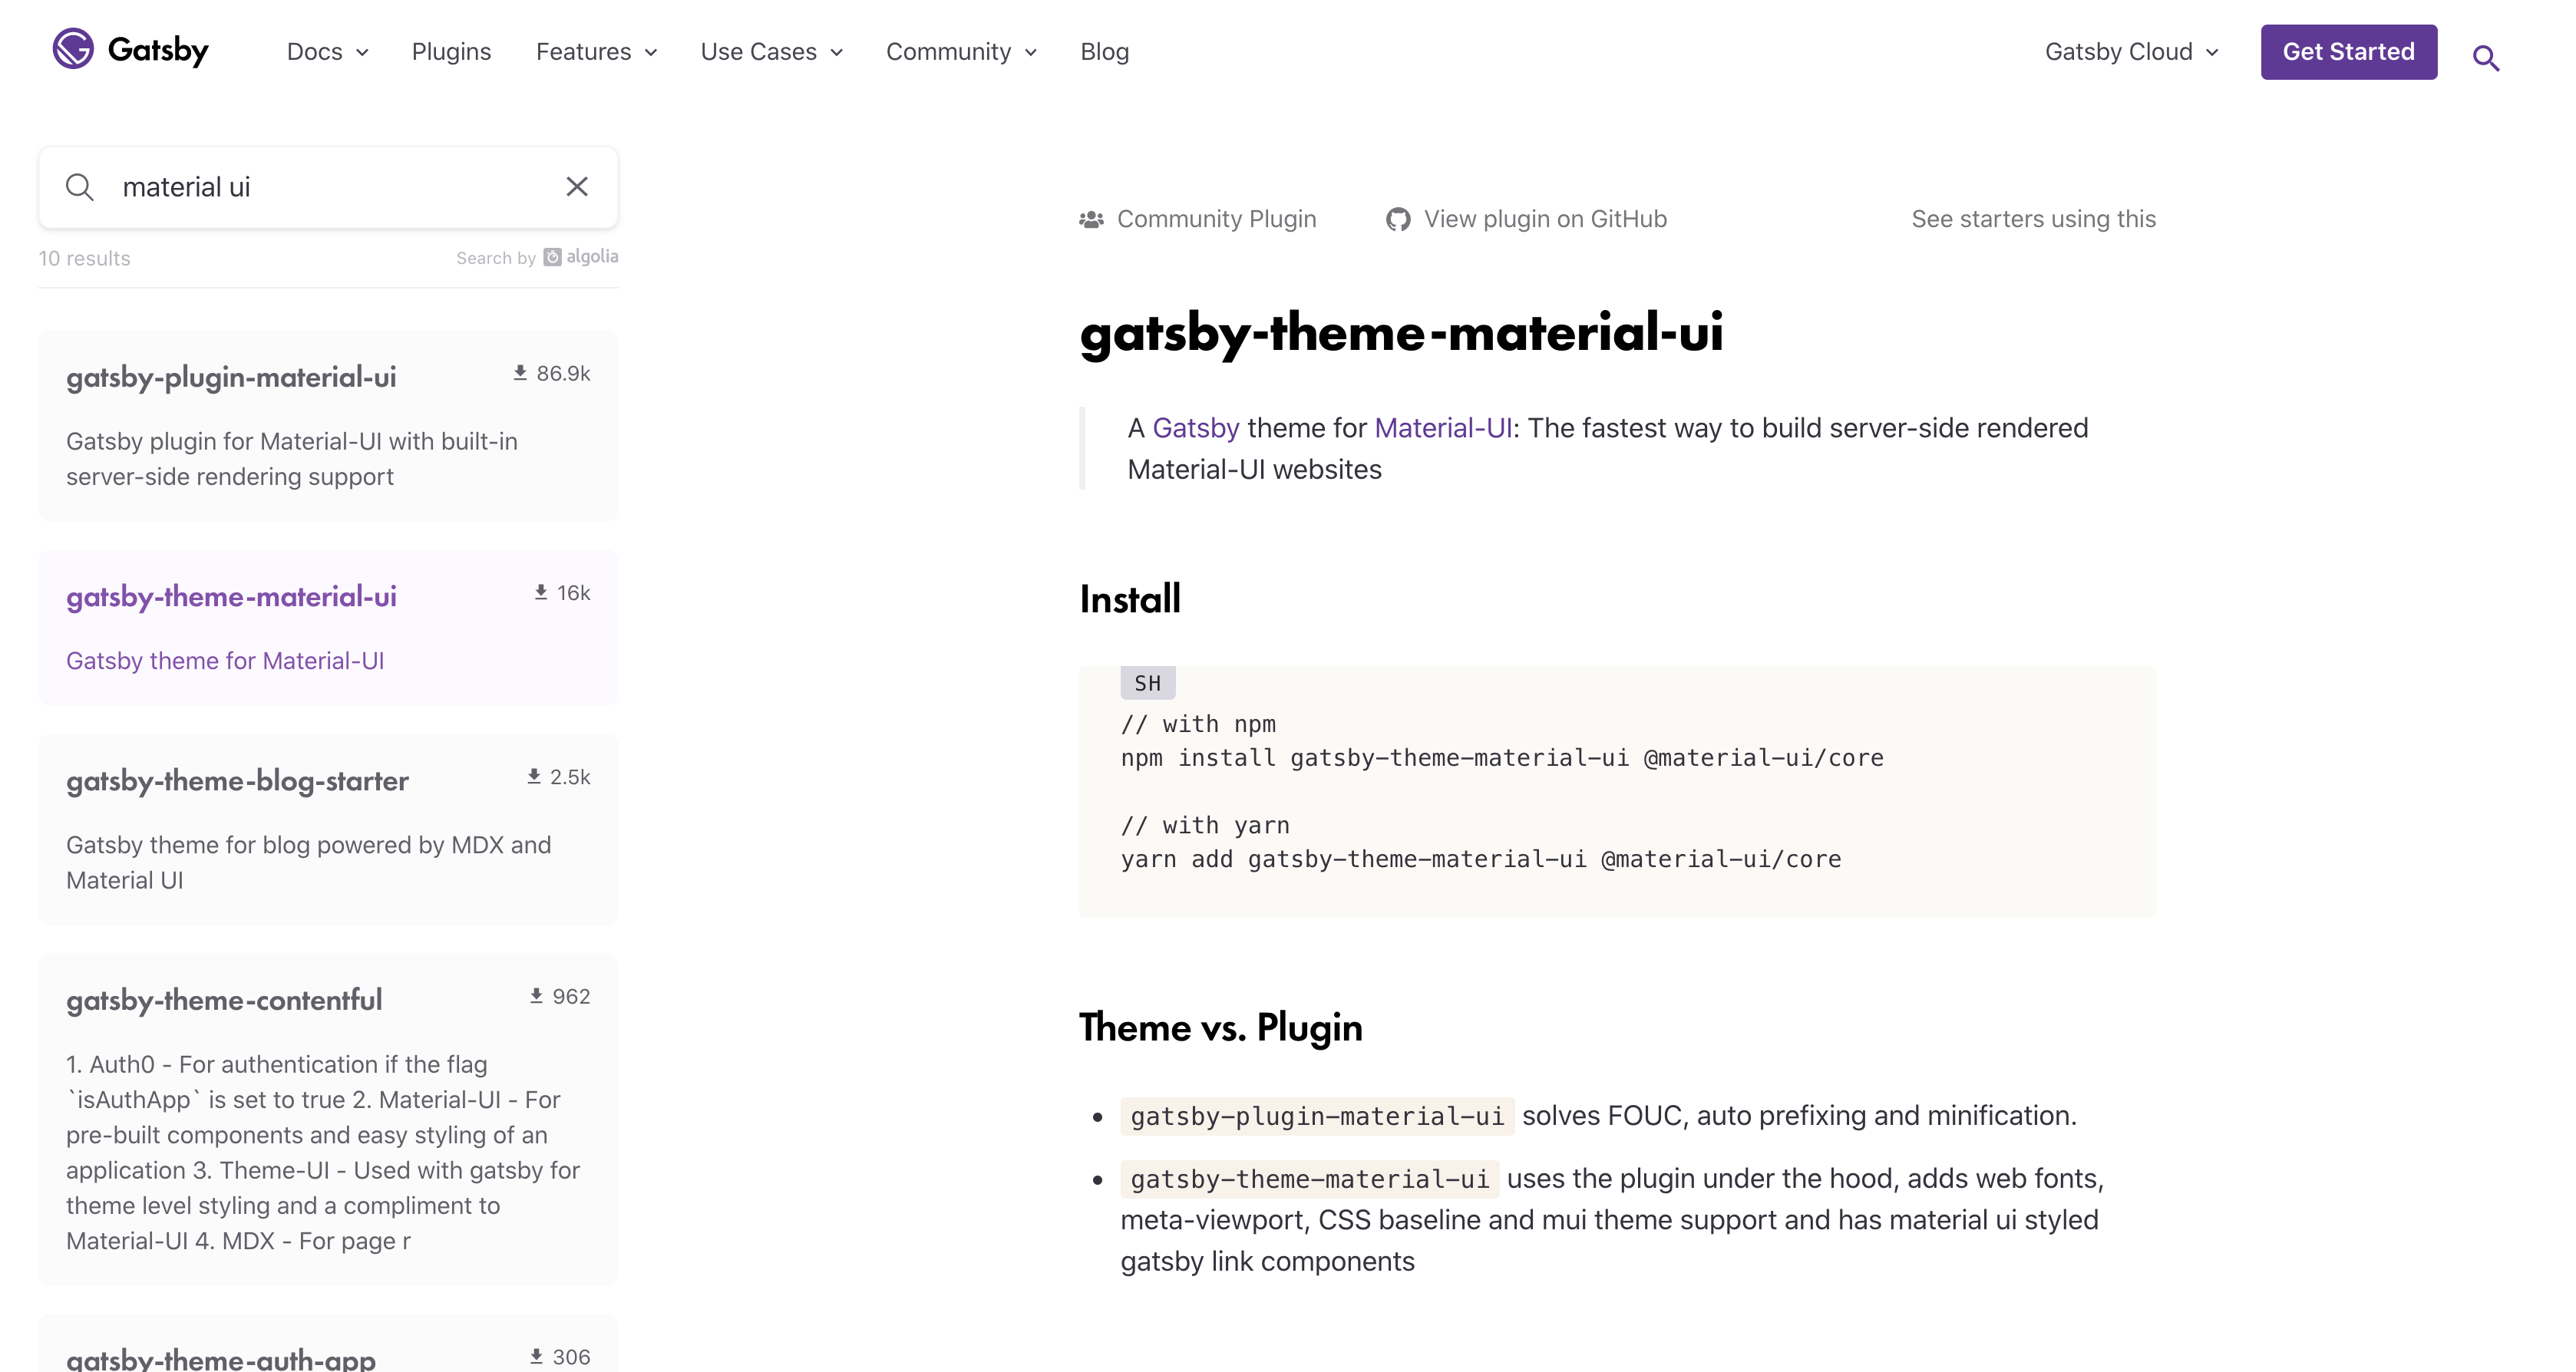 Gatsby
Docs
Plugins
Features
Use Cases
Community
Blog
Gatsby Cloud
Get Started
material ui
10 results
Search by algolia
gatsby-plugin-material-ui
86.9k
Gatsby plugin for Material-UI with built-in
server-side rendering support
gatsby-theme-material-ui
16k
Gatsby theme for Material-UI
gatsby-theme-blog-starter
2.5k
Gatsby theme for blog powered by MDX and
Material UI
gatsby-theme-contentful
962
1. Auth0 - For authentication if the flag
`isAuthApp` is set to true 2. Material-UI - For
pre-built components and easy styling of an
application 3. Theme-UI - Used with gatsby for
theme level styling and a compliment to
Material-UI 4. MDX - For page r
gatsby-theme-auth-app
306
Community Plugin
View plugin on GitHub
See starters using this
gatsby-theme-material-ui
A Gatsby theme for Material-UI: The fastest way to build server-side rendered
Material-UI websites
Install
SH
// with npm
npm install gatsby-theme-material-ui @material-ui/core
// with yarn
yarn add gatsby-theme-material-ui @material-ui/core
Theme vs. Plugin
• gatsby-plugin-material-ui solves FOUC, auto prefixing and minification.
• gatsby-theme-material-ui uses the plugin under the hood, adds web fonts,
meta-viewport, CSS baseline and mui theme support and has material ui styled
gatsby link components